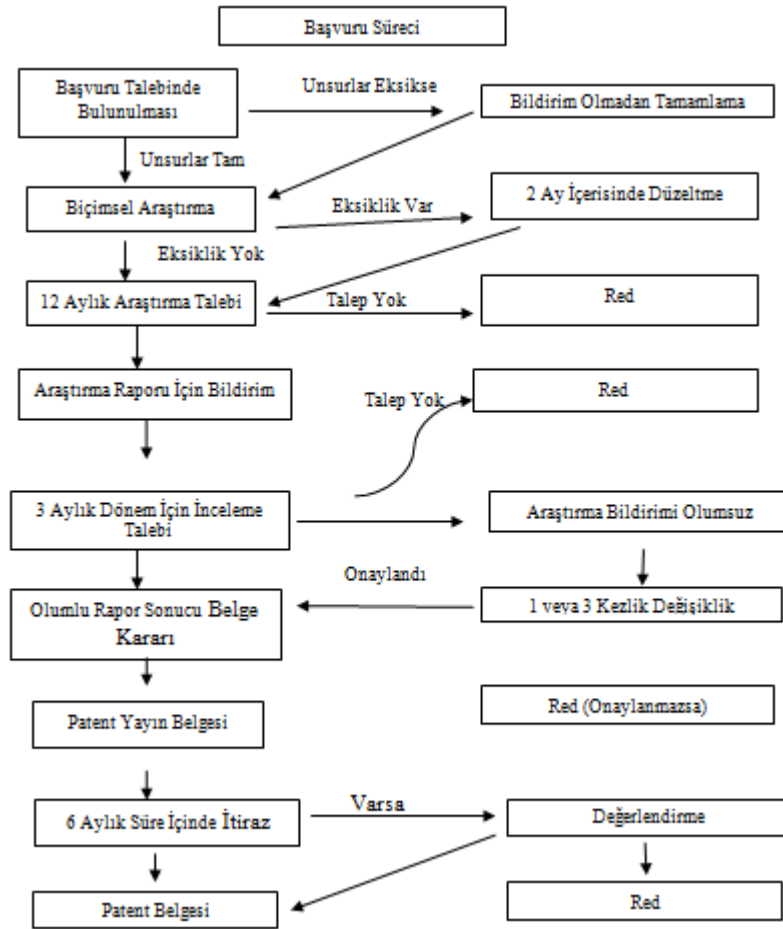 Başvuru Süreci
Başvuru Talebinde
Bulunulması
Unsurlar Eksikse
Bildirim Olmadan Tamamlama
Unsurlar Tam
Biçimsel Araştırma
Eksiklik Var
2 Ay İçerisinde Düzeltme
Eksiklik Yok
12 Aylık Araştırma Talebi
Talep Yok
Red
Araştırma Raporu İçin Bildirim
Talep Yok
Red
3 Aylık Dönem İçin İnceleme
Talebi
Araştırma Bildirimi Olumsuz
Onaylandı
Olumlu Rapor Sonucu Belge
Kararı
1 veya 3 Kezlik Değişiklik
Patent Yayın Belgesi
Red (Onaylanmazsa)
6 Aylık Süre İçinde İtiraz
Varsa
Değerlendirme
Patent Belgesi
Red